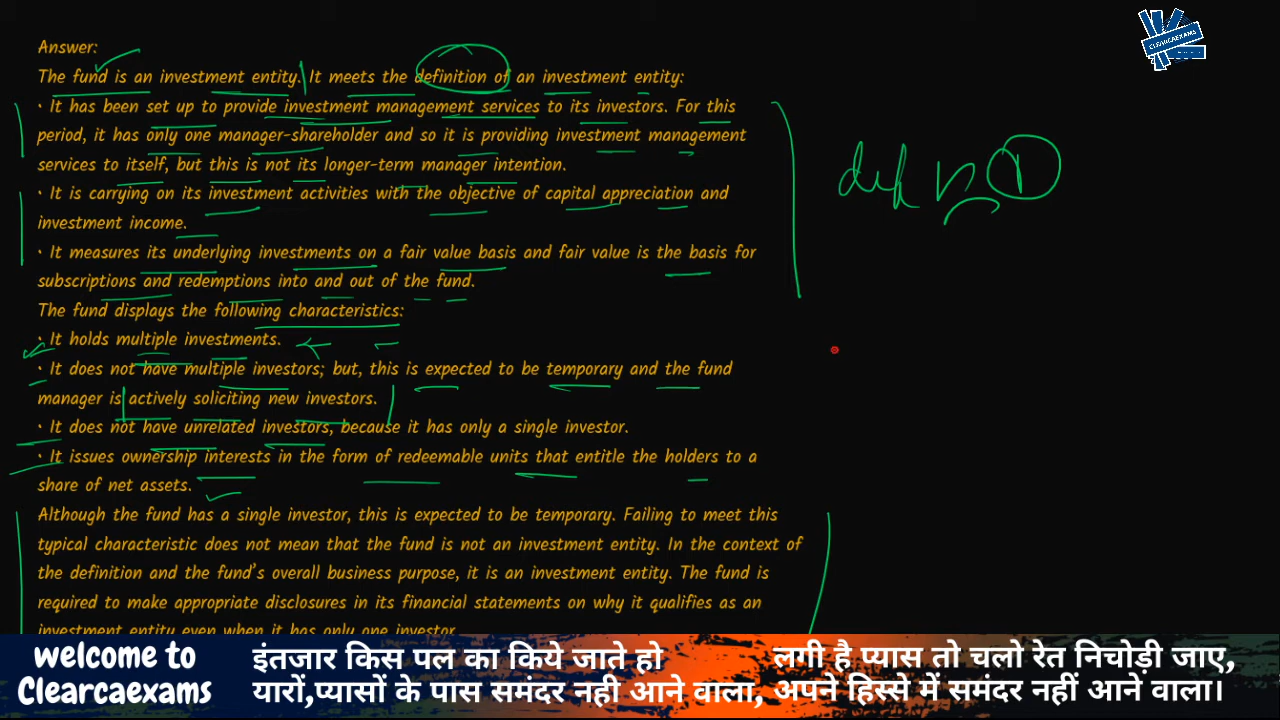 CLEARCAEXAMS
Answer:
The fund is an investment entity. It meets the definition of an investment entity:
• It has been set up to provide investment management services to its investors. For this
period, it has only one manager-shareholder and so it is providing investment management
services to itself, but this is not its longer-term manager intention.
• It is carrying on its investment activities with the objective of capital appreciation and
investment income.
• It measures its underlying investments on a fair value basis and fair value is the basis for
subscriptions and redemptions into and out of the fund.
The fund displays the following characteristics:
• It holds multiple investments.
• It does not have multiple investors; but, this is expected to be temporary and the fund
manager is actively soliciting new investors.
• It does not have unrelated investors, because it has only a single investor.
• It issues ownership interests in the form of redeemable units that entitle the holders to a
share of net assets.
Although the fund has a single investor, this is expected to be temporary. Failing to meet this
typical characteristic does not mean that the fund is not an investment entity. In the context of
the definition and the fund's overall business purpose, it is an investment entity. The fund is
required to make appropriate disclosures in its financial statements on why it qualifies as an
investment entity even when it has only one investor.
welcome to
Clearcaexams
इंतजार किस पल का किये जाते हो
यारों,प्यासों के पास समंदर नही आने वाला,
लगी है प्यास तो चलो रेत निचोड़ी जाए,
अपने हिस्से में समंदर नहीं आने वाला।